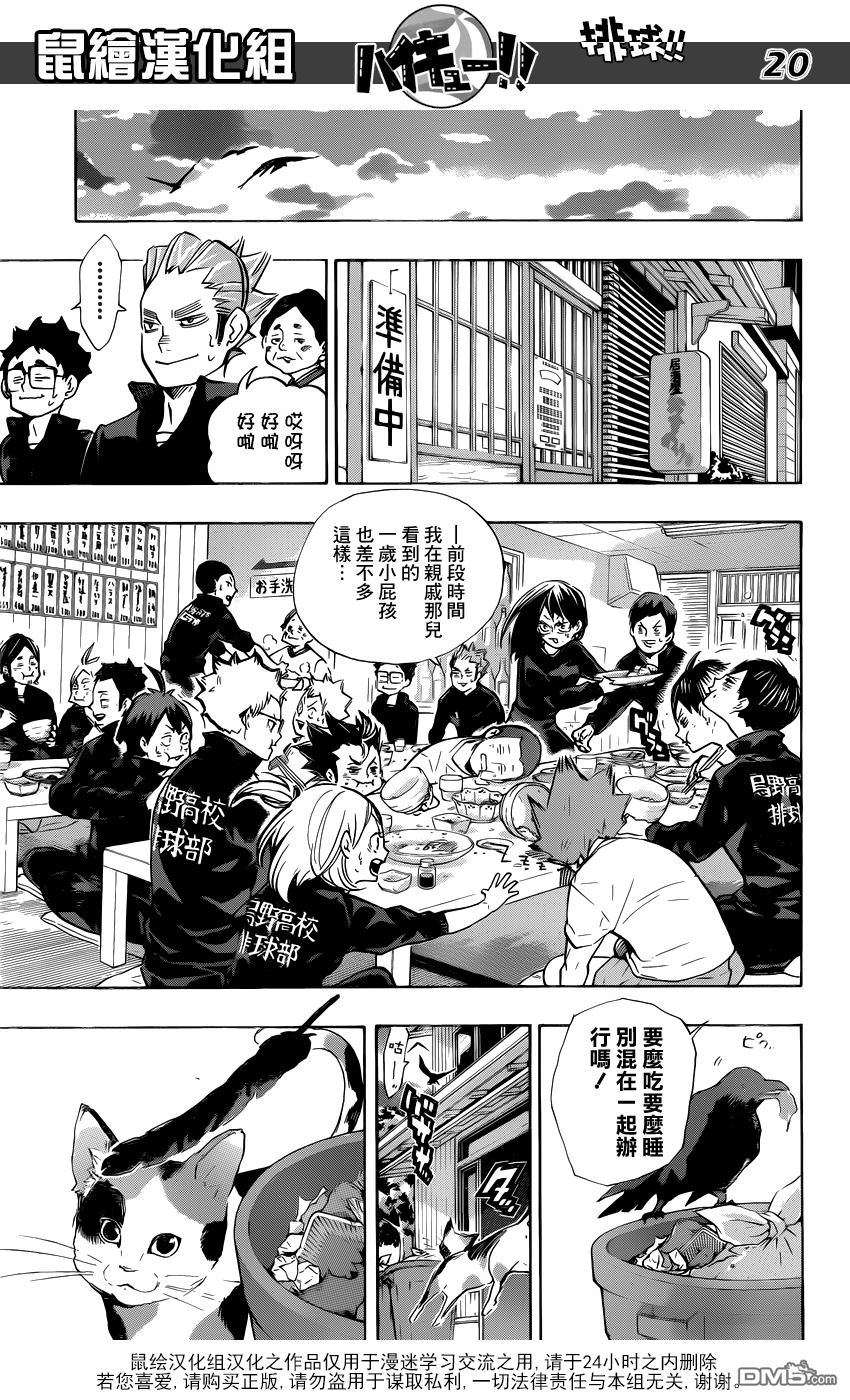 鼠繪漢化組
ハイキュー!!
排球!!
20
準備中
居酒屋
………
哎呀呀
好啦
好啦
お手洗
—前段時間
我在親戚那兒
看到的
一歲小屁孩
也差不多
這樣…
烏野高校
排球部
烏野高校
排球部
烏野高校
排球
要麼吃要麼睡
別混在一起辦
行嗎！
咕—
鼠绘汉化组汉化之作品仅用于漫迷学习交流之用, 请于24小时之内删除
若您喜爱, 请购买正版, 请勿滥用于谋取私利, 一切法律责任与本组无关, 谢谢。
DM5.com